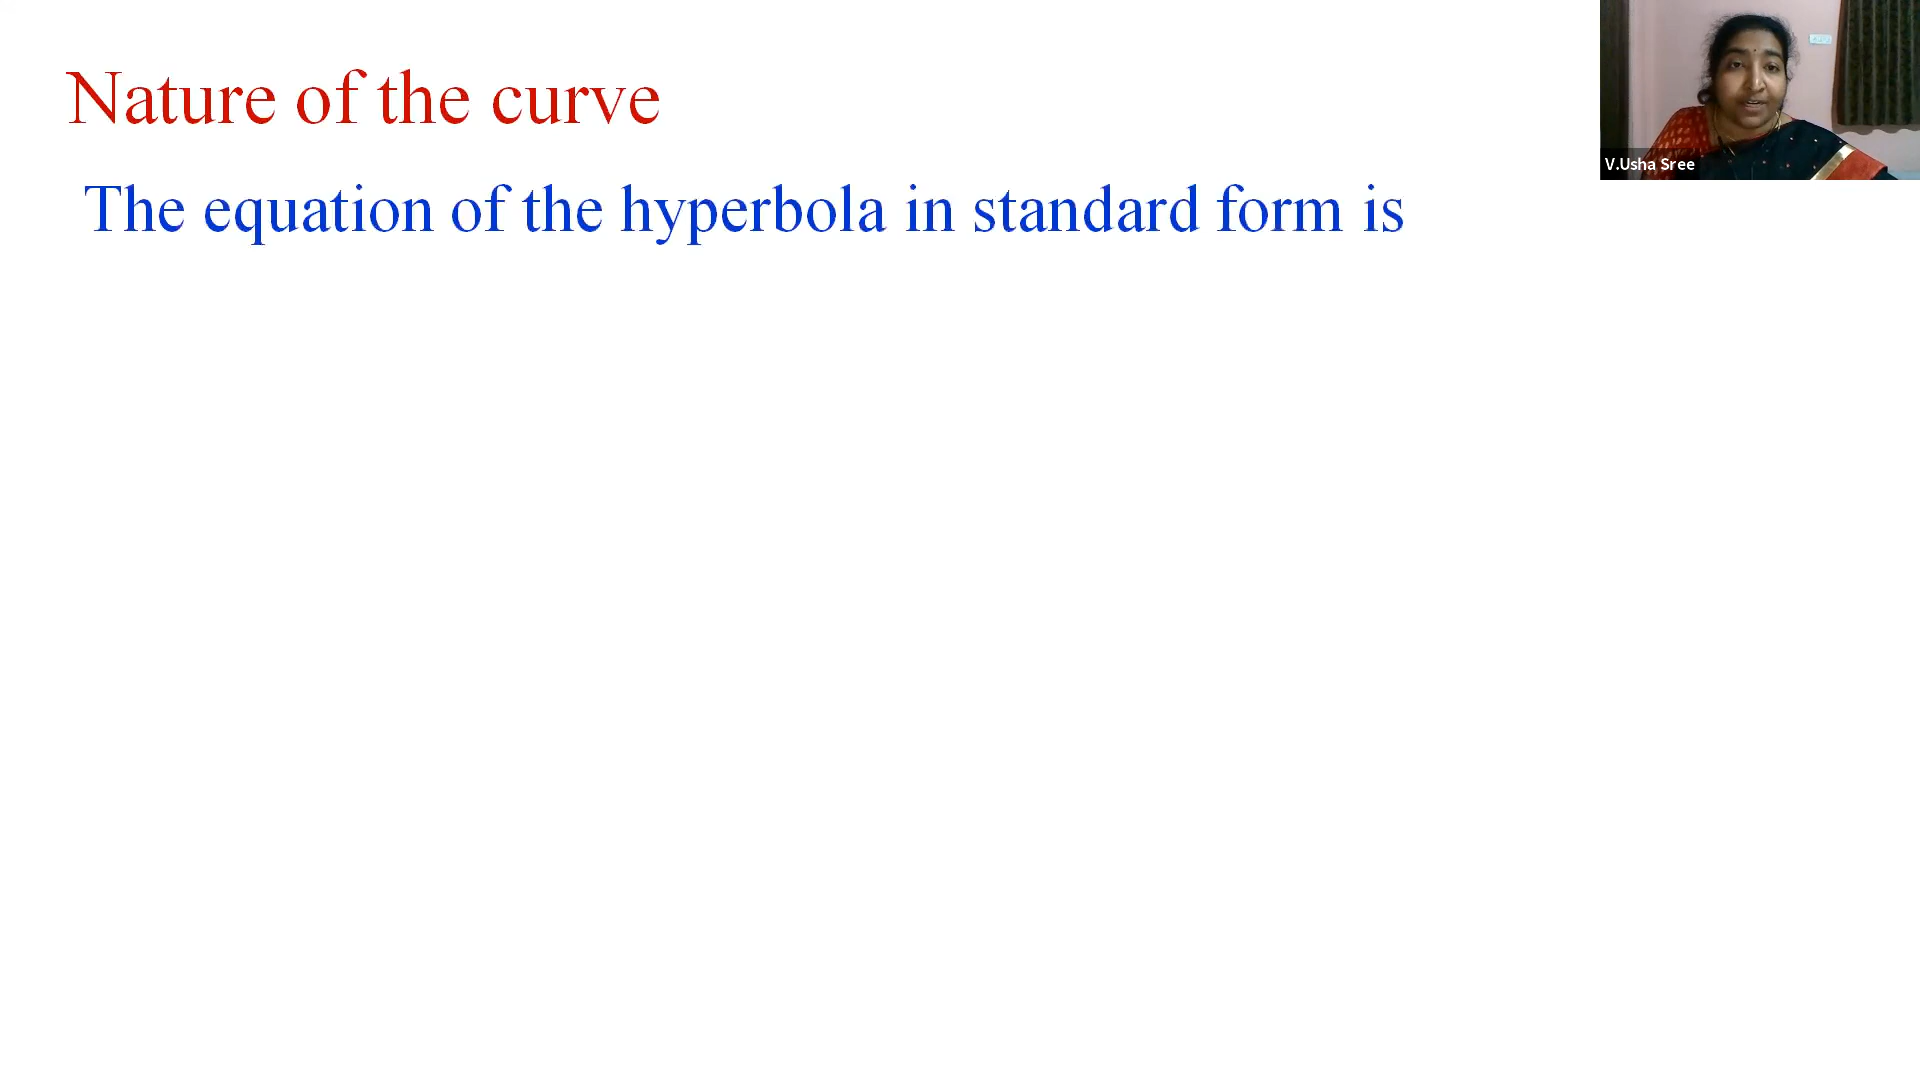 Nature of the curve
The equation of the hyperbola in standard form is
V.Usha Sree